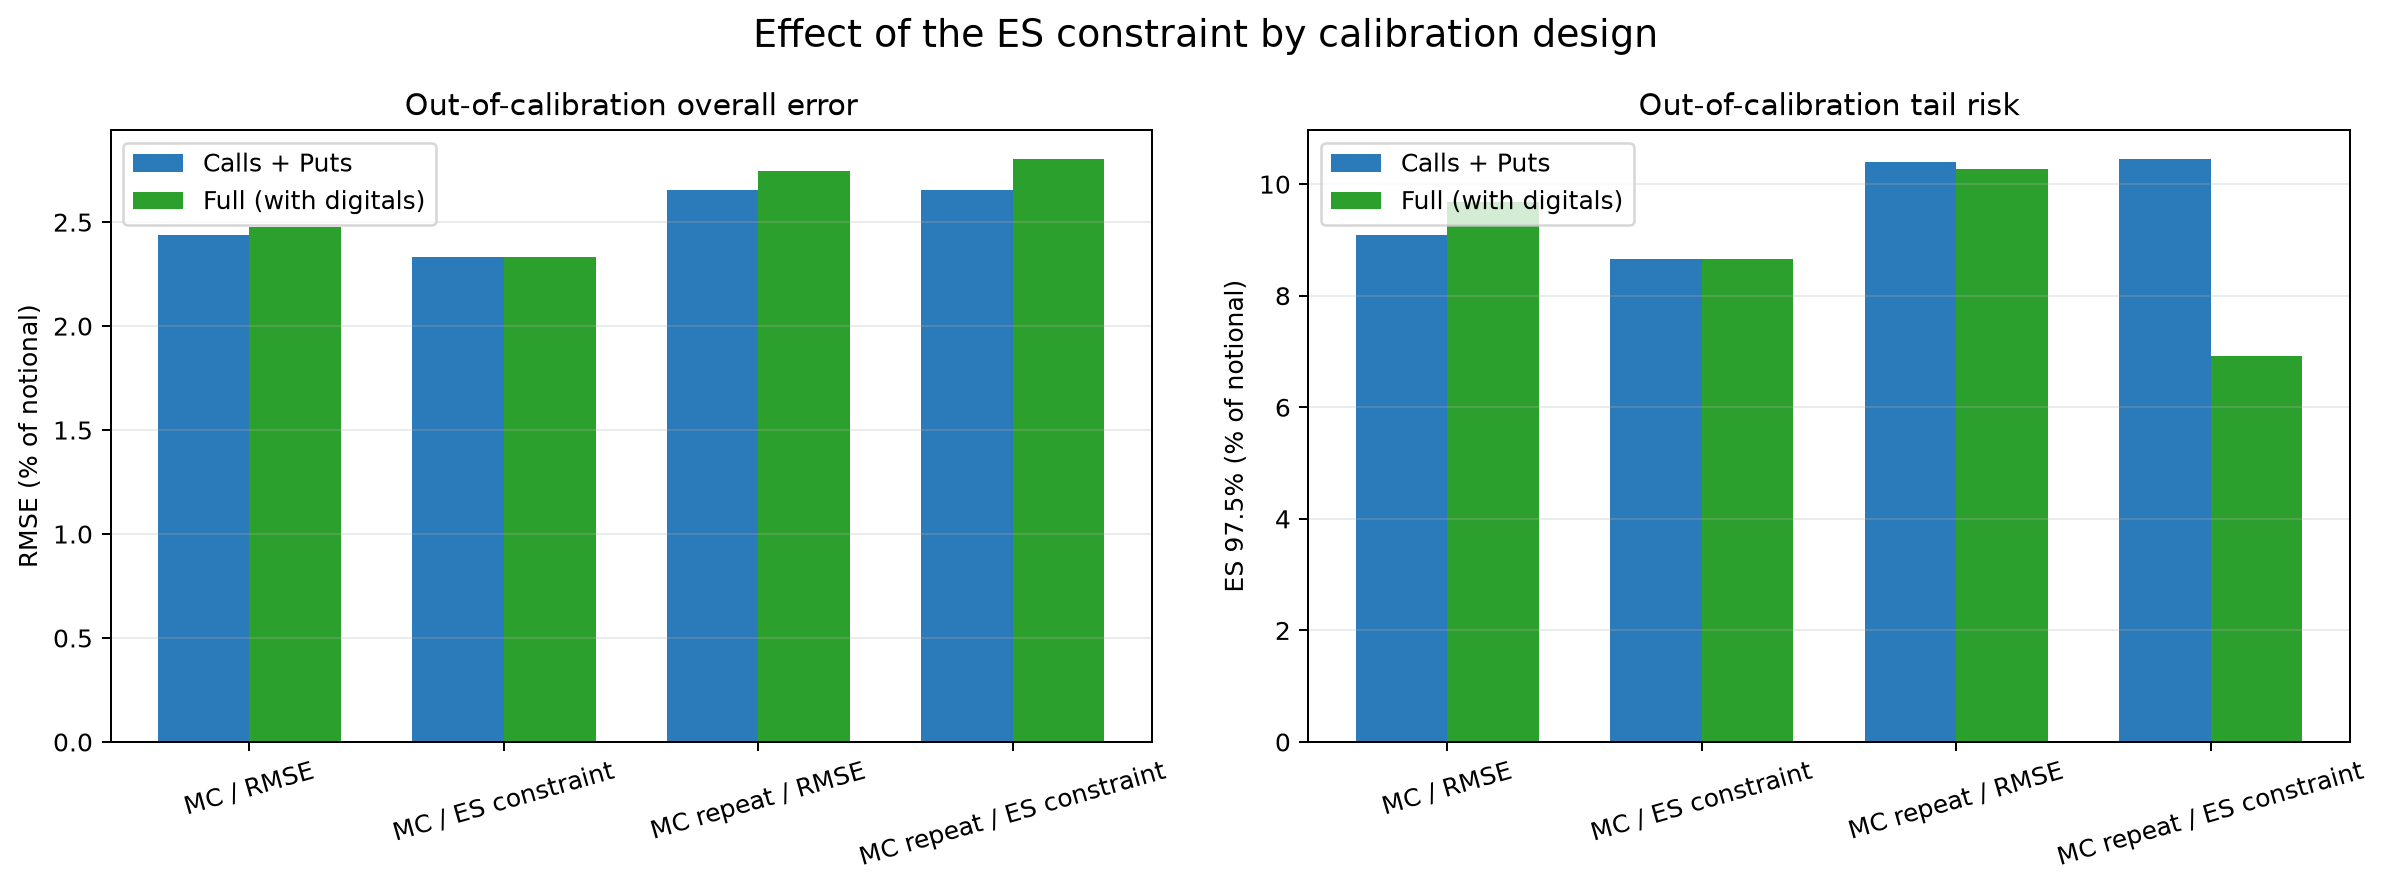 Effect of the ES constraint by calibration design
Out-of-calibration overall error
Calls + Puts
Full (with digitals)
RMSE (% of notional)
2.5
2.0
1.5
1.0
0.5
0.0
MC / RMSE
MC / ES constraint
MC repeat / RMSE
MC repeat / ES constraint
Out-of-calibration tail risk
Calls + Puts
Full (with digitals)
ES 97.5% (% of notional)
10
8
6
4
2
0
MC / RMSE
MC / ES constraint
MC repeat / RMSE
MC repeat / ES constraint